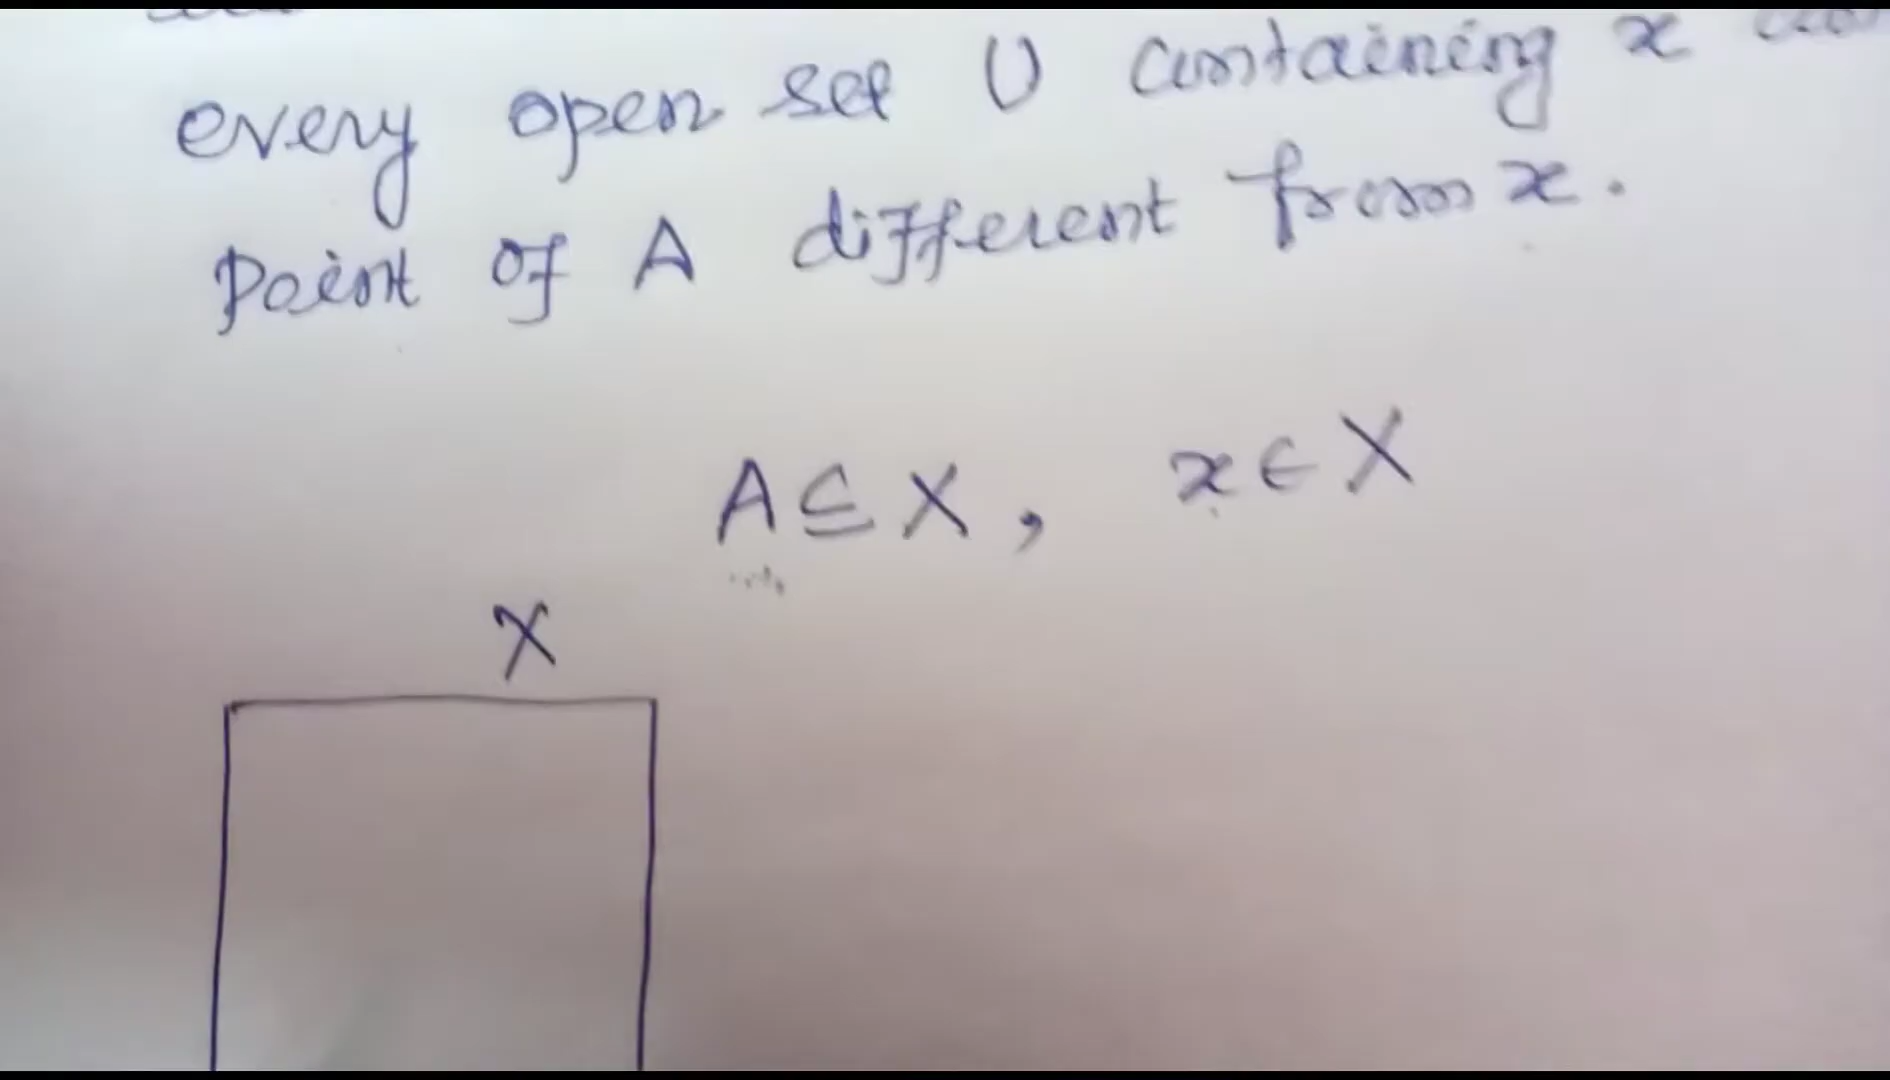 every open set U containing x
point of A different from x.
A ⊆ X, x ∈ X
X